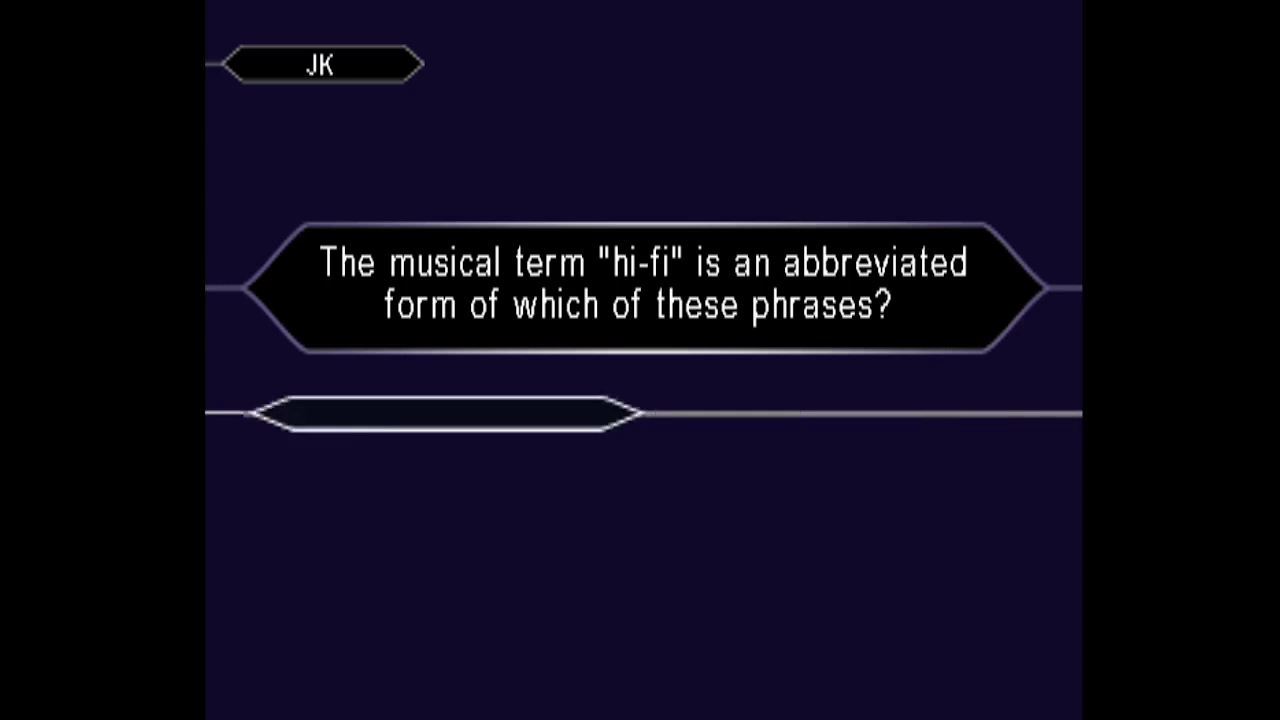 JK
The musical term "hi-fi" is an abbreviated
form of which of these phrases?